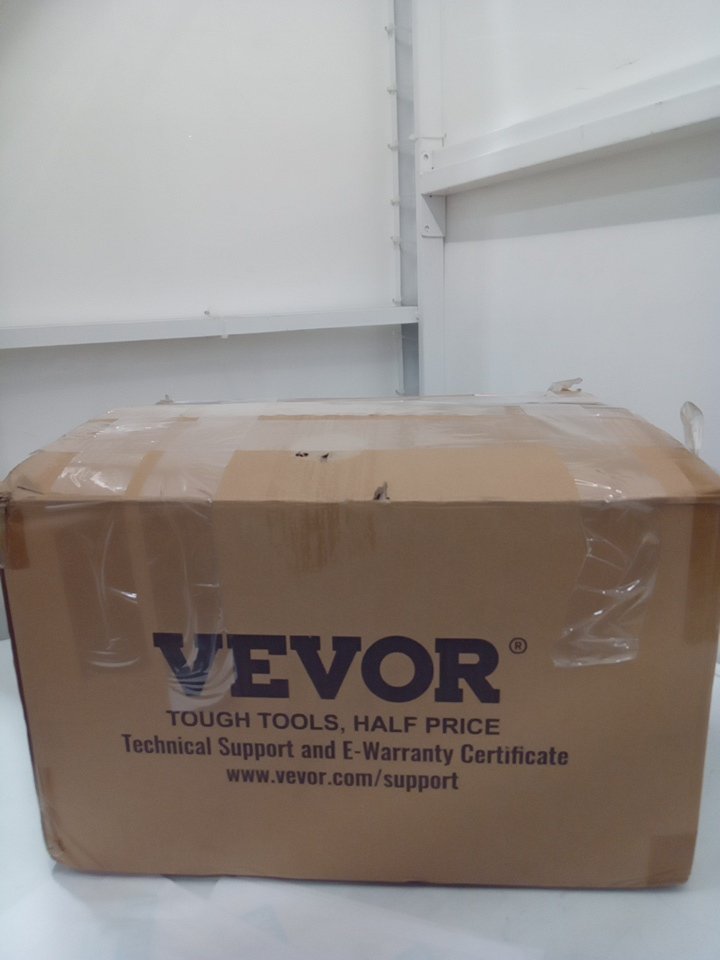 VEVOR®
TOUGH TOOLS, HALF PRICE
Technical Support and E-Warranty Certificate
www.vevor.com/support